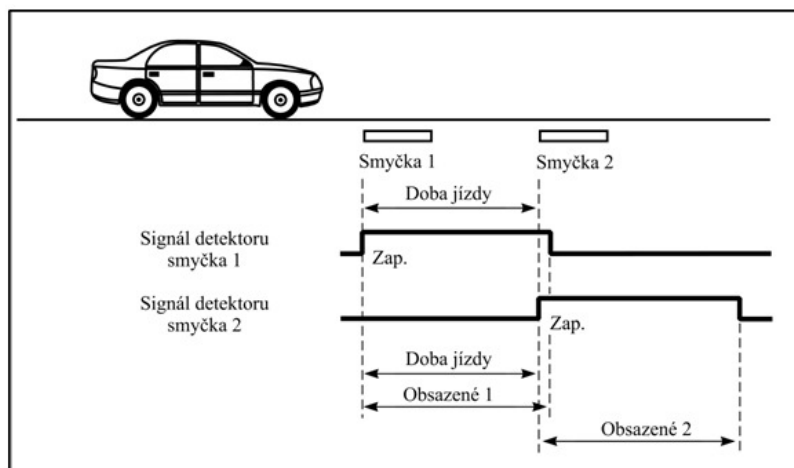 Smyčka 1
Smyčka 2
Doba jízdy
Signál detektoru
smyčka 1
Zap.
Signál detektoru
smyčka 2
Zap.
Doba jízdy
Obsazené 1
Obsazené 2